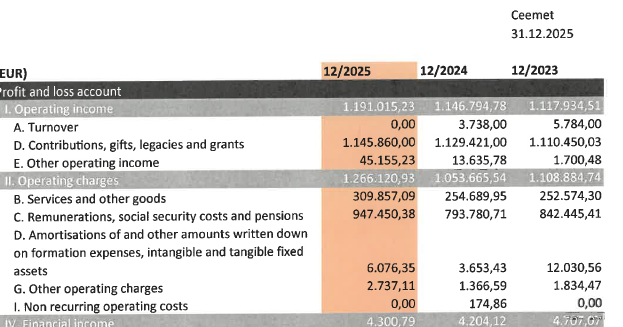 Ceemet
31.12.2025
EUR) 12/2025 12/2024 12/2023
Profit and loss account
I. Operating income 1.191.015,23 1.146.794,78 1.117.934,51
A. Turnover 0,00 3.738,00 5.784,00
D. Contributions, gifts, legacies and grants 1.145.860,00 1.129.421,00 1.110.450,03
E. Other operating income 45.155,23 13.635,78 1.700,48
II. Operating charges 1.266.120,93 1.053.665,54 1.108.884,74
B. Services and other goods 309.857,09 254.689,95 252.574,30
C. Remunerations, social security costs and pensions 947.450,38 793.780,71 842.445,41
D. Amortisations of and other amounts written down
on formation expenses, intangible and tangible fixed
assets 6.076,35 3.653,43 12.030,56
G. Other operating charges 2.737,11 1.366,59 1.834,47
I. Non recurring operating costs 0,00 174,86 0,00
IV. Financial income 4.300,79 4.204,12